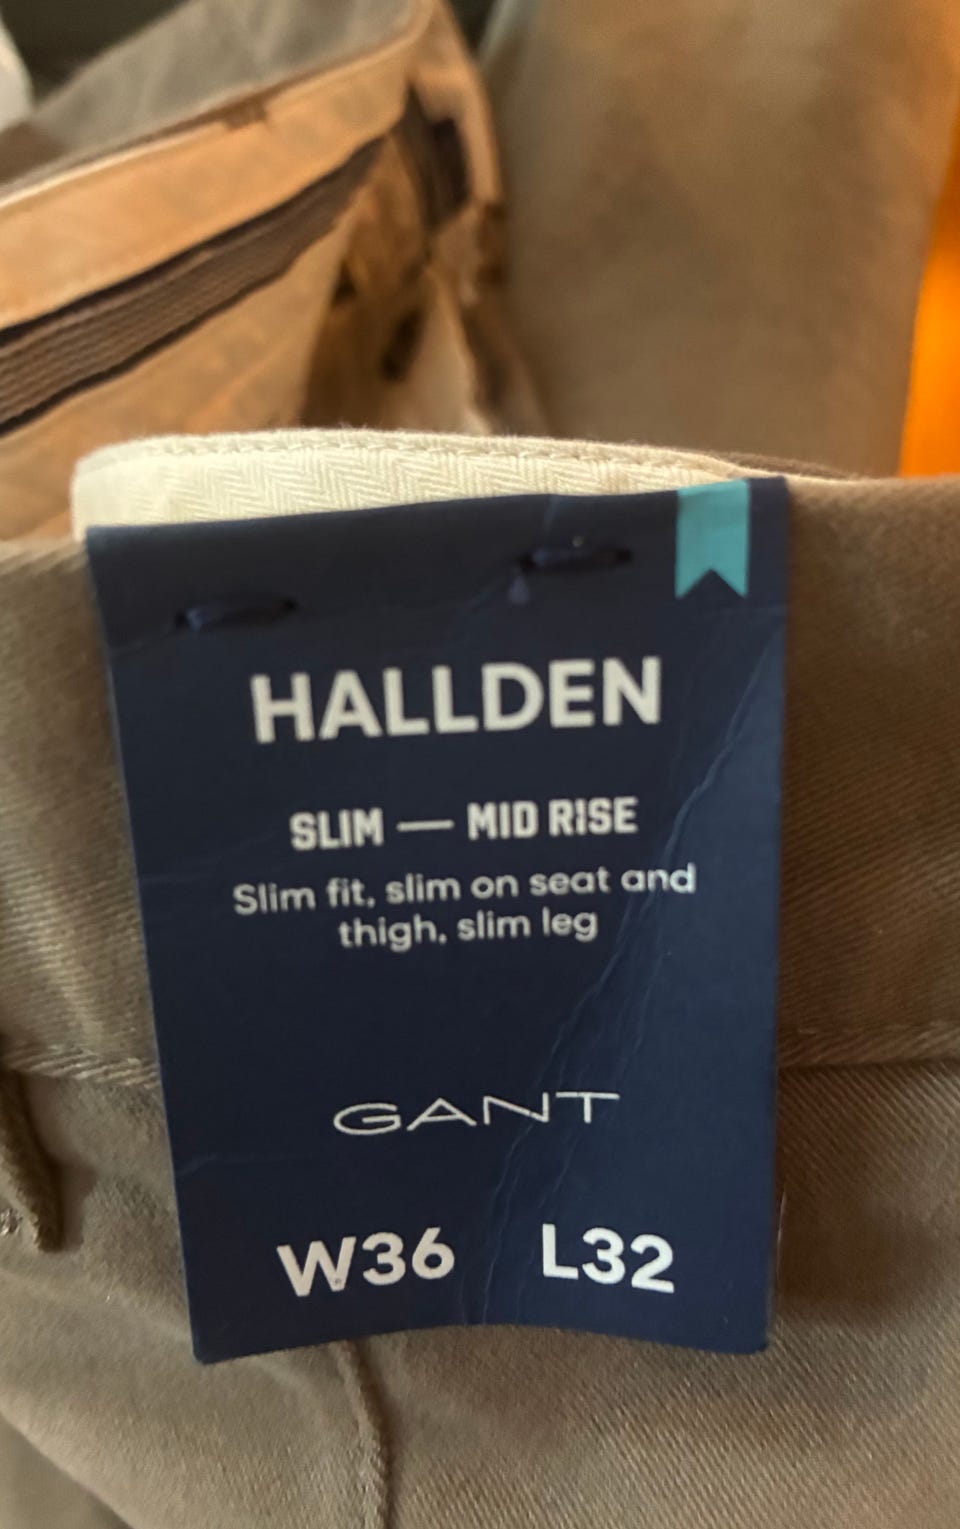 HALLDEN
SLIM — MID RISE
Slim fit, slim on seat and
thigh, slim leg
GANT
W36 L32